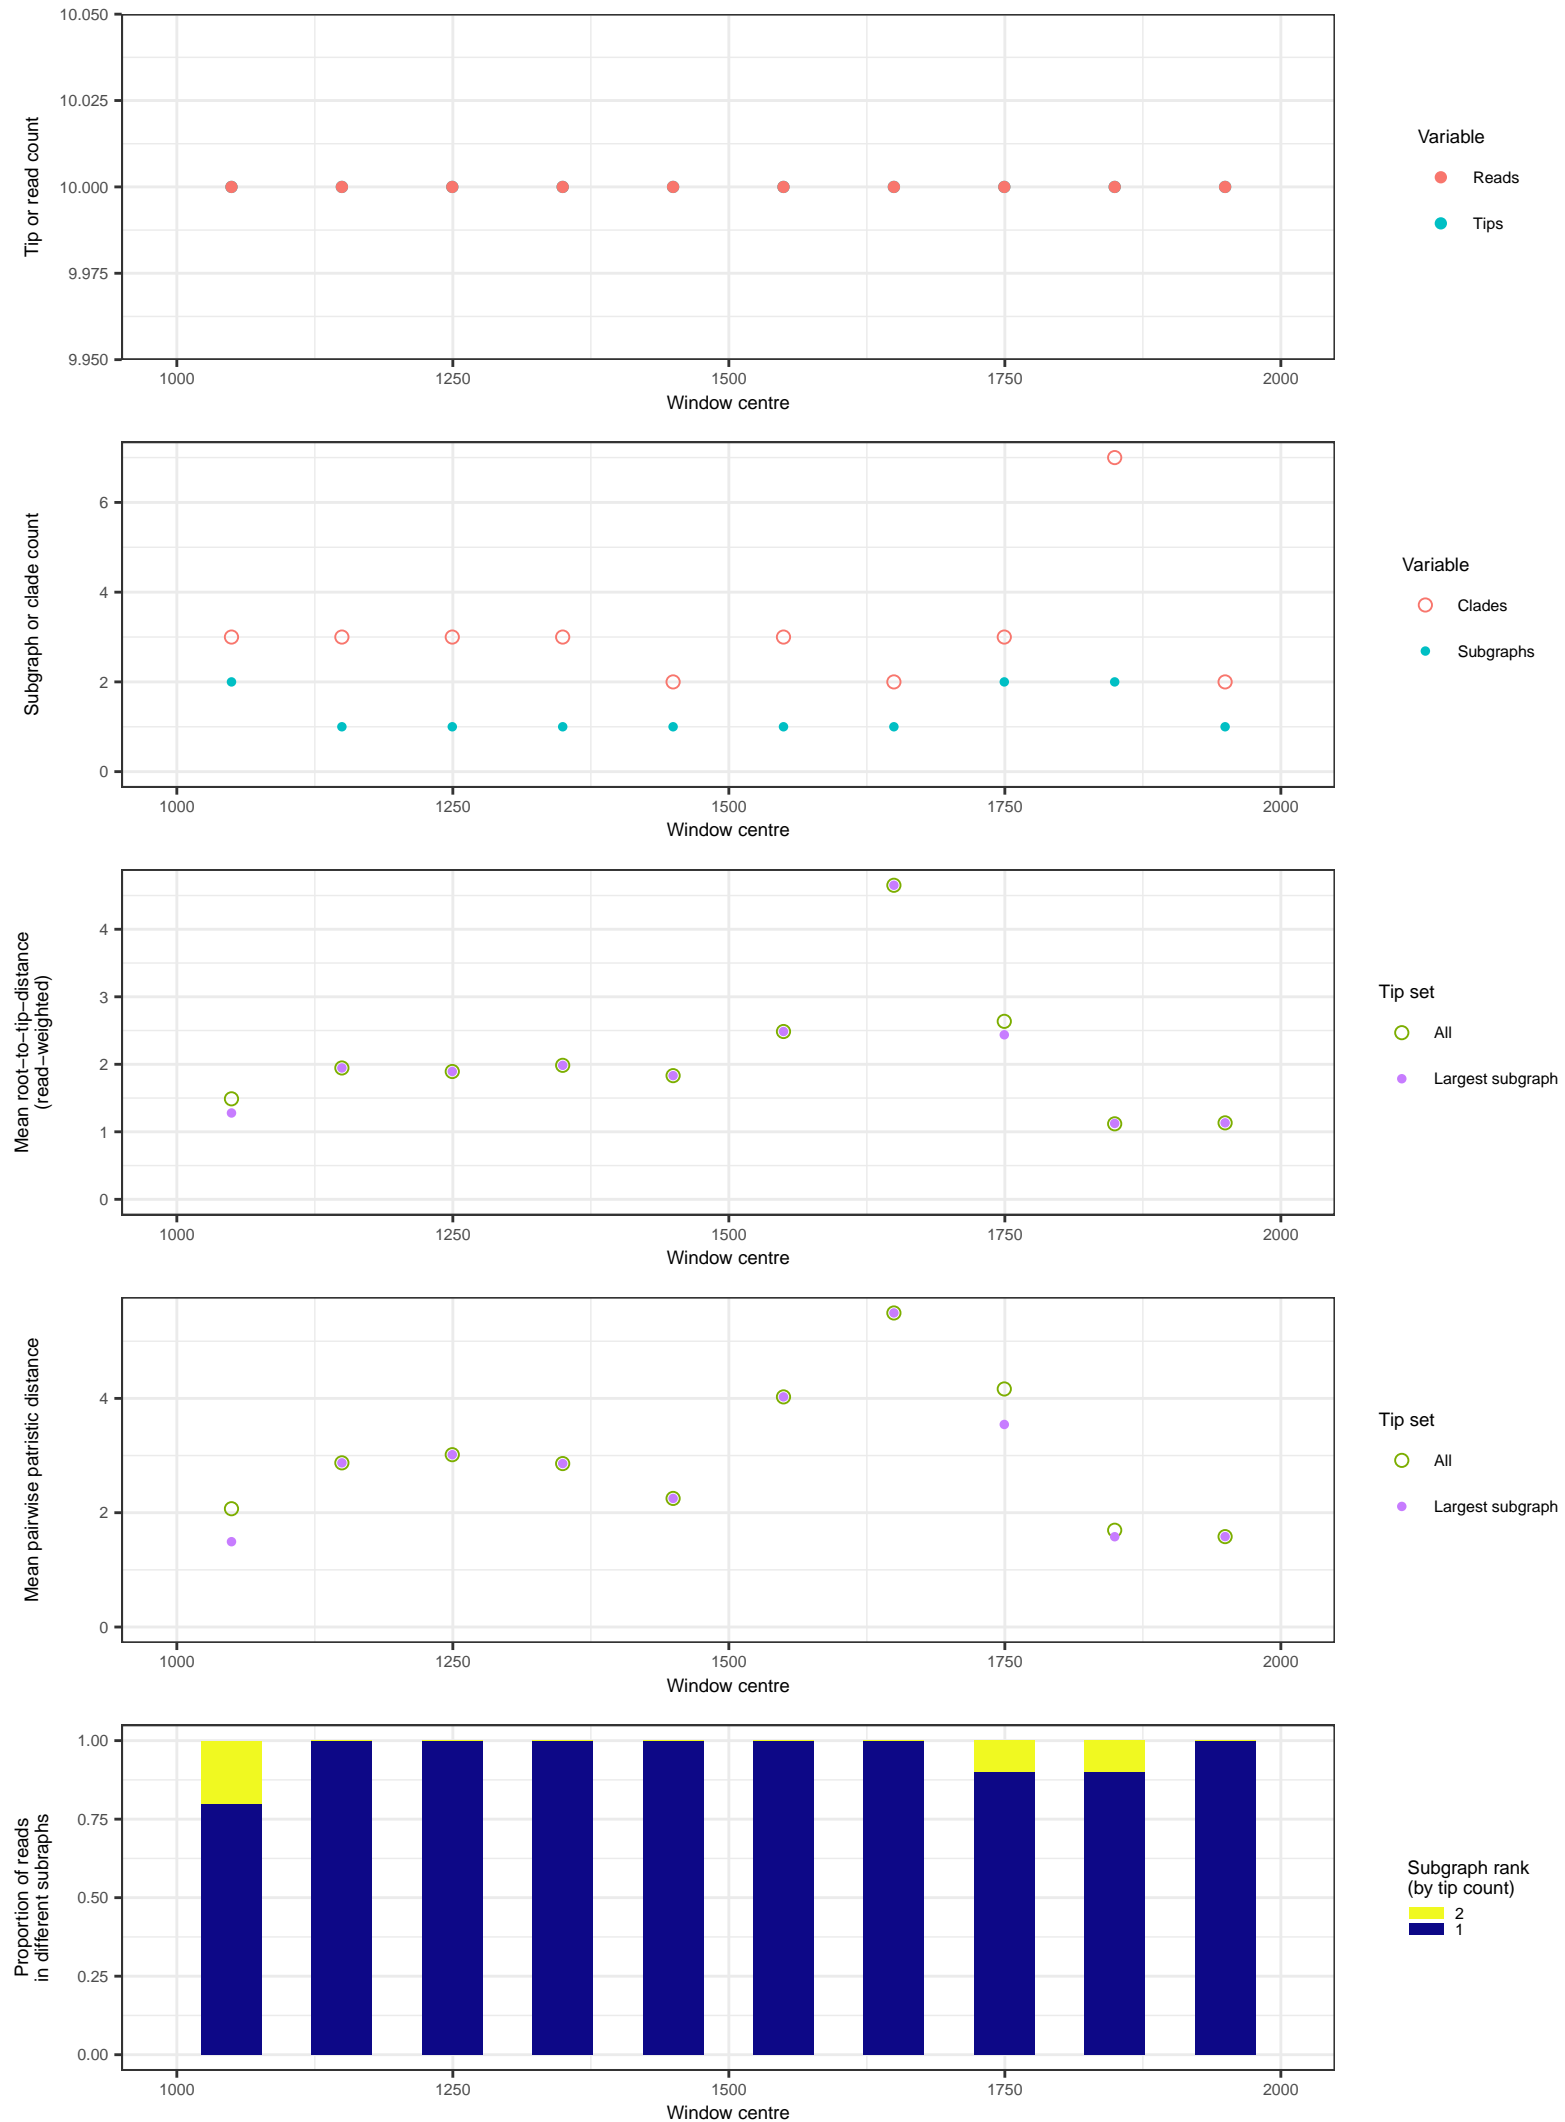 10.050
10.025
10.000
9.975
9.950
Tip or read count
1000 1250 1500 1750 2000
Window centre
Variable
Reads
Tips
6
4
2
0
Subgraph or clade count
1000 1250 1500 1750 2000
Window centre
Variable
Clades
Subgraphs
4
3
2
1
0
Mean root−to−tip−distance
(read−weighted)
1000 1250 1500 1750 2000
Window centre
Tip set
All
Largest subgraph
4
2
0
Mean pairwise patristic distance
1000 1250 1500 1750 2000
Window centre
Tip set
All
Largest subgraph
1.00
0.75
0.50
0.25
0.00
Proportion of reads
in different subraphs
1000 1250 1500 1750 2000
Window centre
Subgraph rank
(by tip count)
2
1